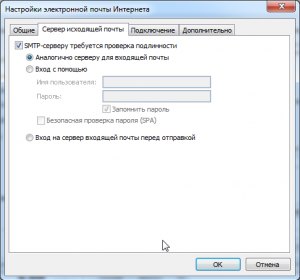 Настройки электронной почты Интернета
Общие Сервер исходящей почты Подключение Дополнительно
SMTP-серверу требуется проверка подлинности
Аналогично серверу для входящей почты
Вход с помощью
Имя пользователя:
Пароль:
Запомнить пароль
Безопасная проверка пароля (SPA)
Вход на сервер входящей почты перед отправкой
OK Отмена